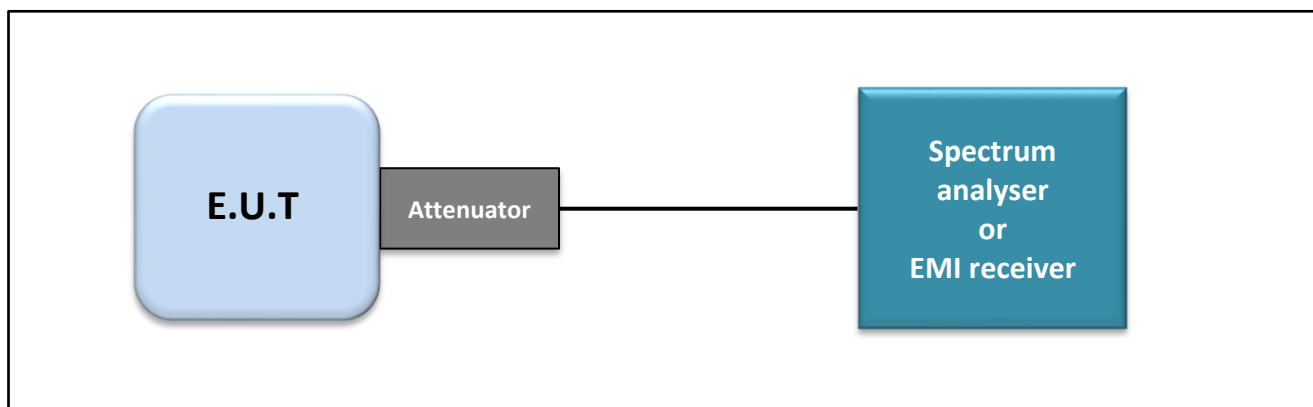 E.U.T
Attenuator
Spectrum
analyser
or
EMI receiver